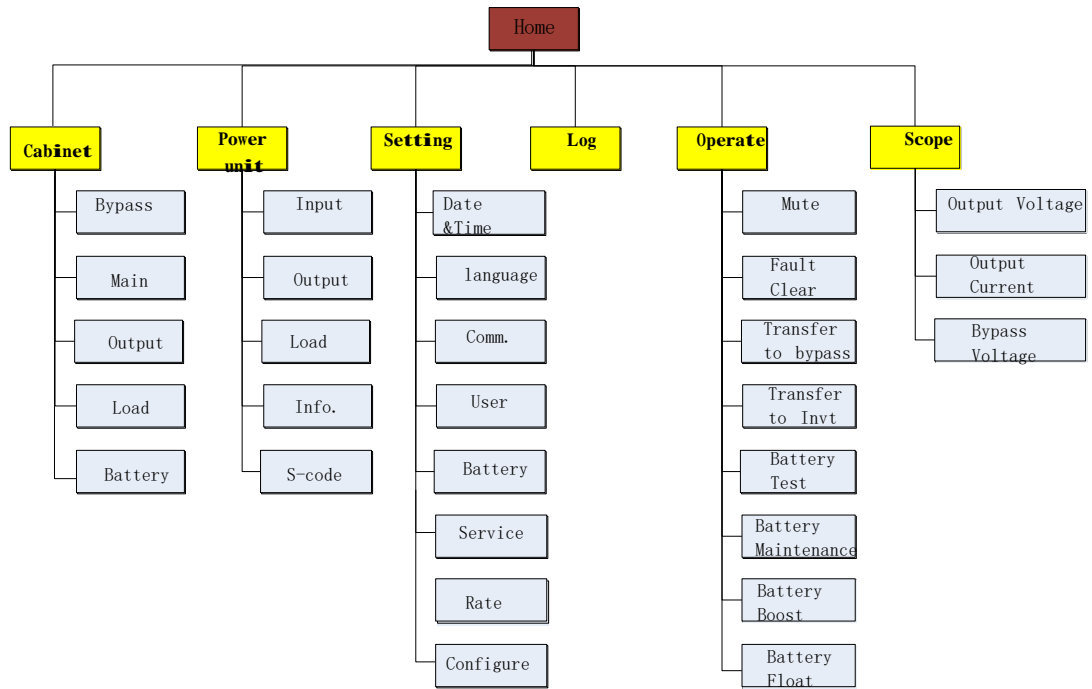 Home
Cabinet
Bypass
Main
Output
Load
Battery
Power
unit
Input
Output
Load
Info.
S-code
Setting
Date
&Time
language
Comm.
User
Battery
Service
Rate
Configure
Log
Operate
Mute
Fault
Clear
Transfer
to bypass
Transfer
to Invt
Battery
Test
Battery
Maintenance
Battery
Boost
Battery
Float
Scope
Output Voltage
Output
Current
Bypass
Voltage